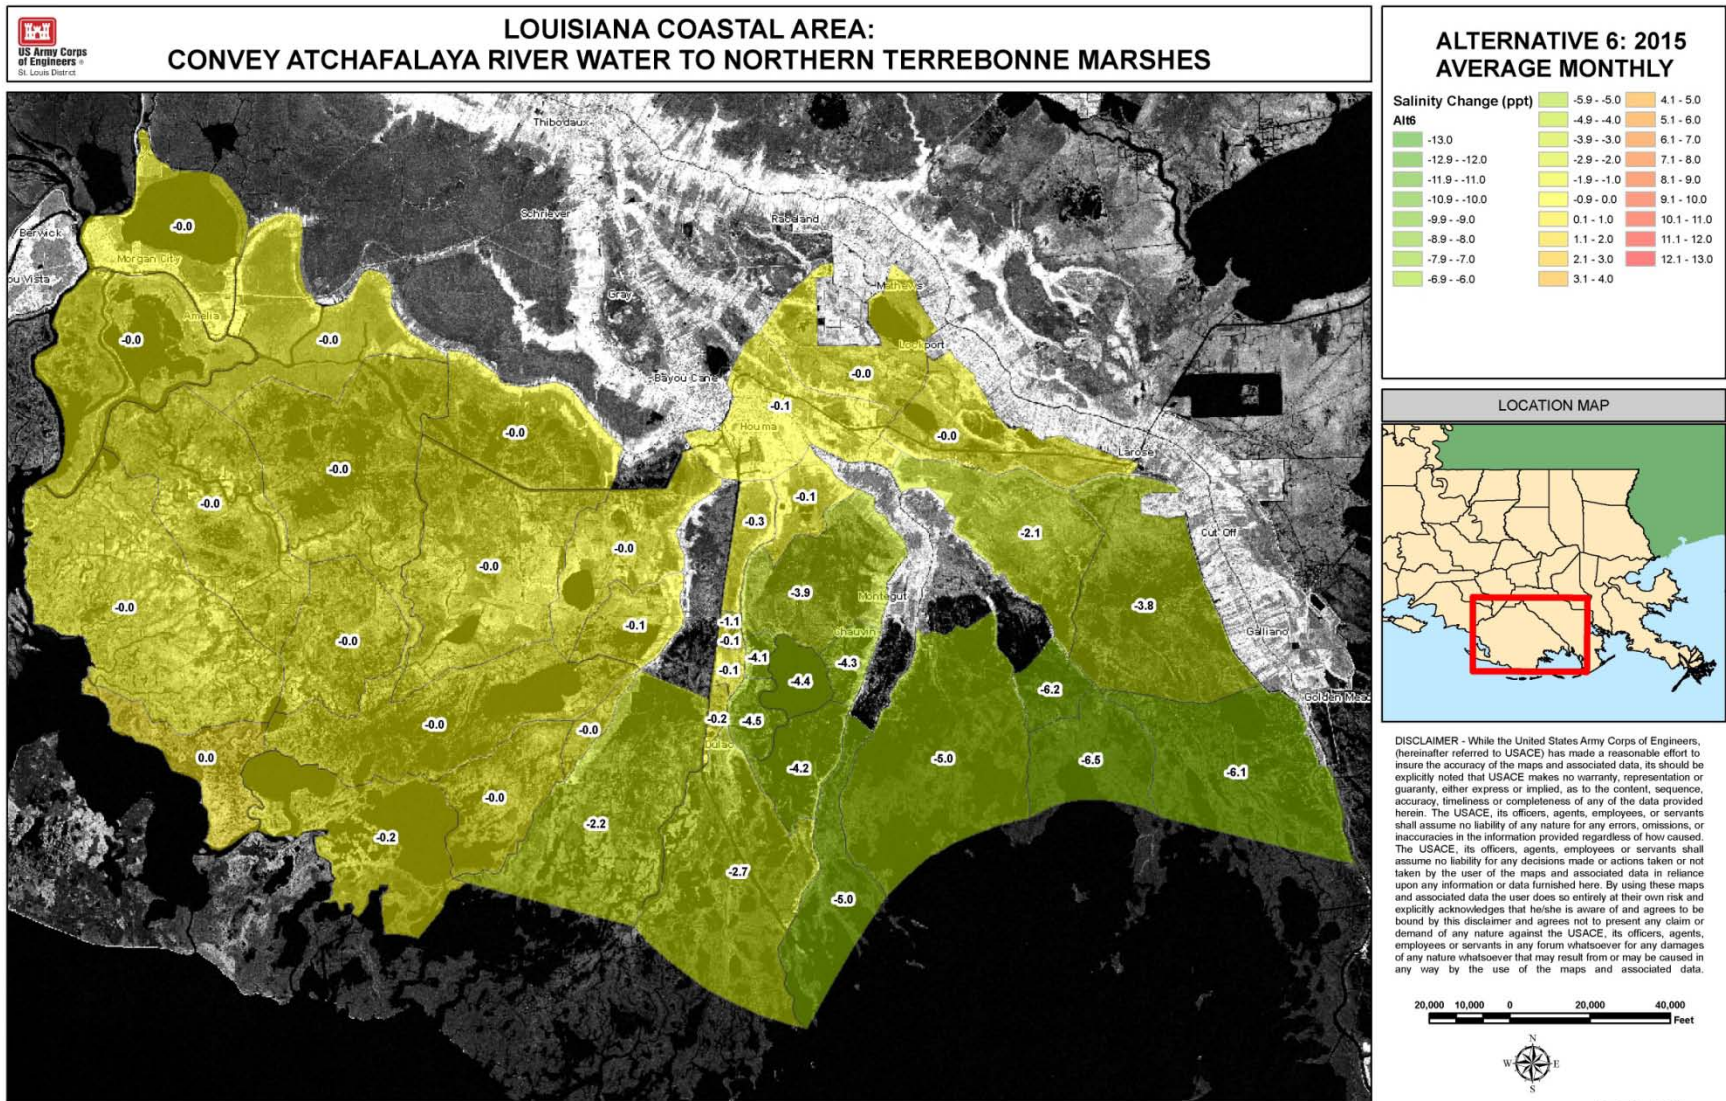 US Army Corps
of Engineers ®
St. Louis District
LOUISIANA COASTAL AREA:
CONVEY ATCHAFALAYA RIVER WATER TO NORTHERN TERREBONNE MARSHES
ALTERNATIVE 6: 2015
AVERAGE MONTHLY
Salinity Change (ppt)
Alt6
-13.0
-12.9 - -12.0
-11.9 - -11.0
-10.9 - -10.0
-9.9 - -9.0
-8.9 - -8.0
-7.9 - -7.0
-6.9 - -6.0
-5.9 - -5.0
-4.9 - -4.0
-3.9 - -3.0
-2.9 - -2.0
-1.9 - -1.0
-0.9 - 0.0
0.1 - 1.0
1.1 - 2.0
2.1 - 3.0
3.1 - 4.0
4.1 - 5.0
5.1 - 6.0
6.1 - 7.0
7.1 - 8.0
8.1 - 9.0
9.1 - 10.0
10.1 - 11.0
11.1 - 12.0
12.1 - 13.0
Thibodaux
Schriever
Raceland
-0.0
Berwick
Morgan City
ou Vista
Gray
Mathews
Amelia
-0.0
-0.0
Lockport
-0.0
Bayou Cane
-0.1
Houma
-0.0
-0.0
Larose
-0.0
-0.0
-0.1
-0.3
-2.1
Cut Off
-0.0
-0.0
-3.9
Montegut
-3.8
-0.0
-1.1
-0.1
-0.1
Chauvin
Galliano
-0.0
-4.1
-4.3
-0.1
-4.4
-6.2
Golden Mead
-0.0
-0.0
-0.2
-4.5
Dulac
0.0
-4.2
-5.0
-6.5
-6.1
-0.0
-2.2
-0.2
-2.7
-5.0
LOCATION MAP
DISCLAIMER - While the United States Army Corps of Engineers,
(hereinafter referred to USACE) has made a reasonable effort to
insure the accuracy of the maps and associated data, its should be
explicitly noted that USACE makes no warranty, representation or
guaranty, either express or implied, as to the content, sequence,
accuracy, timeliness or completeness of any of the data provided
herein. The USACE, its officers, agents, employees, or servants
shall assume no liability of any nature for any errors, omissions, or
inaccuracies in the information provided regardless of how caused.
The USACE, its officers, agents, employees or servants shall
assume no liability for any decisions made or actions taken or not
taken by the user of the maps and associated data in reliance
upon any information or data furnished here. By using these maps
and associated data the user does so entirely at their own risk and
explicitly acknowledges that he/she is aware of and agrees to be
bound by this disclaimer and agrees not to present any claim or
demand of any nature against the USACE, its officers, agents,
employees or servants in any forum whatsoever for any damages
of any nature whatsoever that may result from or may be caused in
any way by the use of the maps and associated data.
20,000 10,000 0 20,000 40,000
Feet
N
W E
S